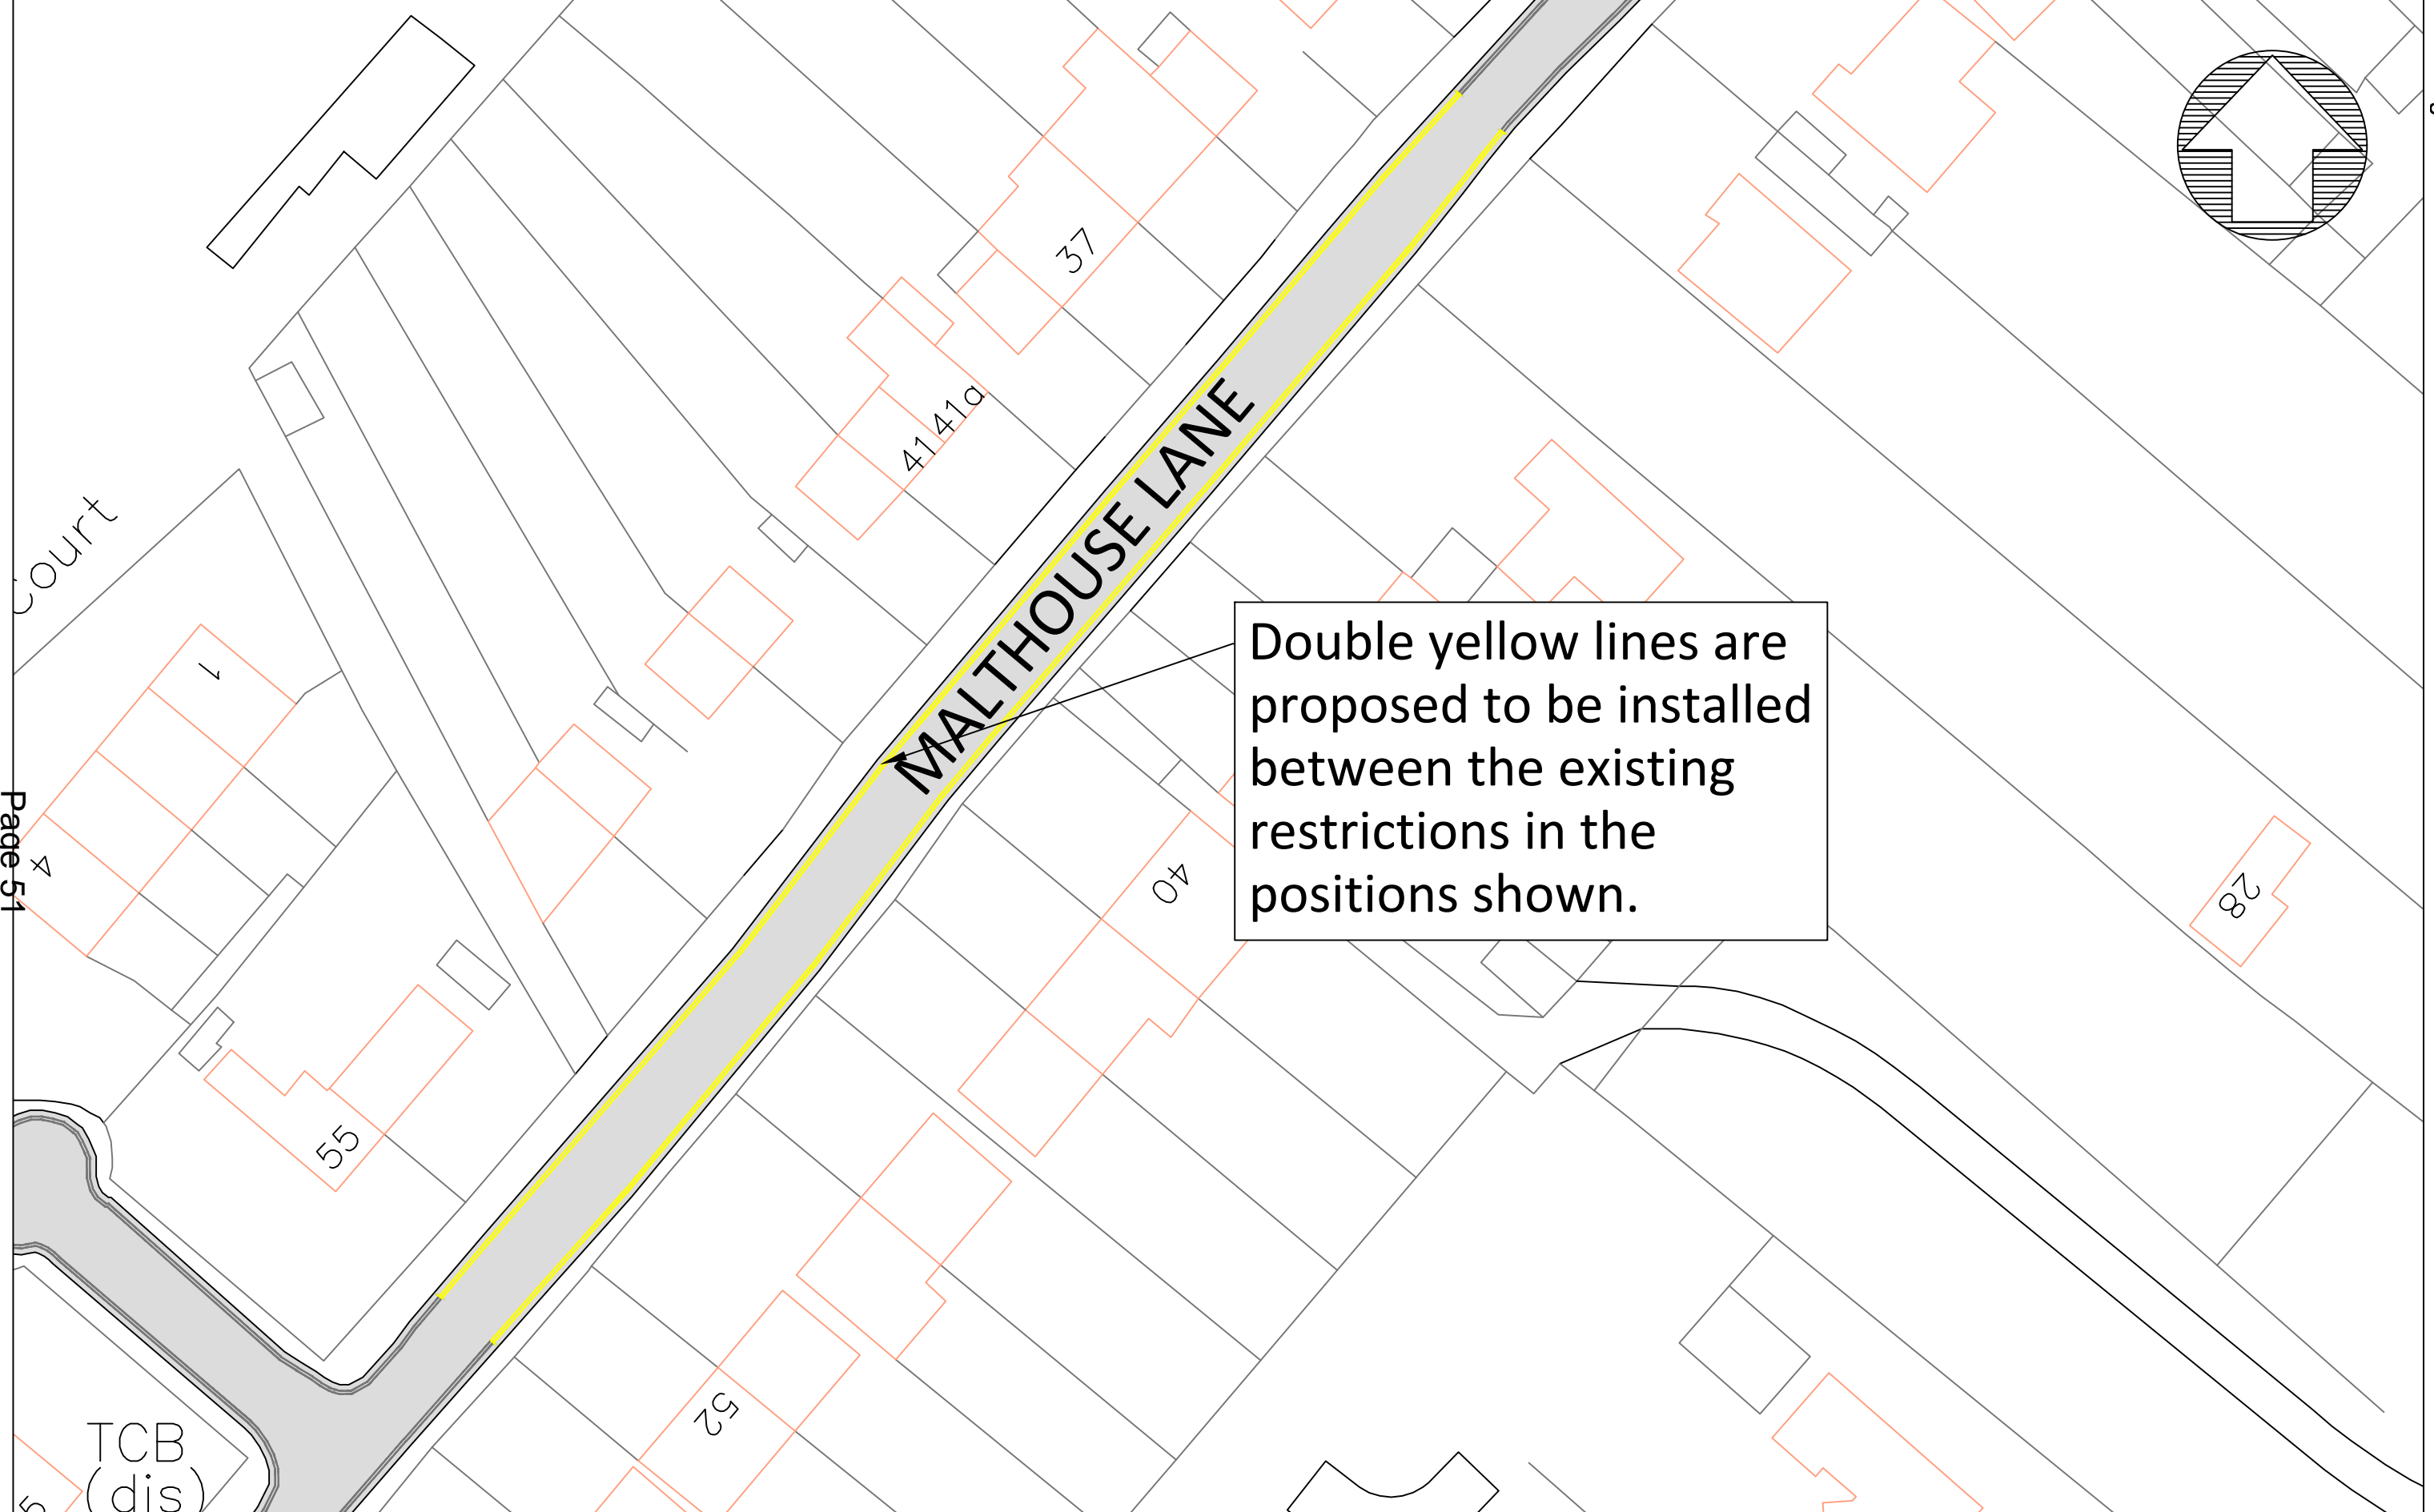 37
41 41a
Court
MALTHOUSE LANE
1
Double yellow lines are
proposed to be installed
between the existing
restrictions in the
positions shown.
4
Page 51
40
28
55
52
TCB
(dis)